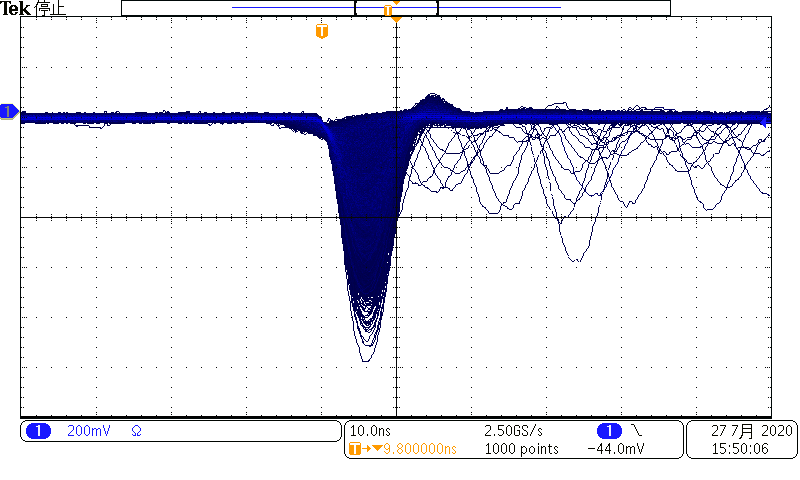 Tek 停止
T
T
1
1 200mV Ω
10.0ns 2.50GS/s 1
T→▼9.800000ns 1000 points -44.0mV
27 7月 2020
15:50:06